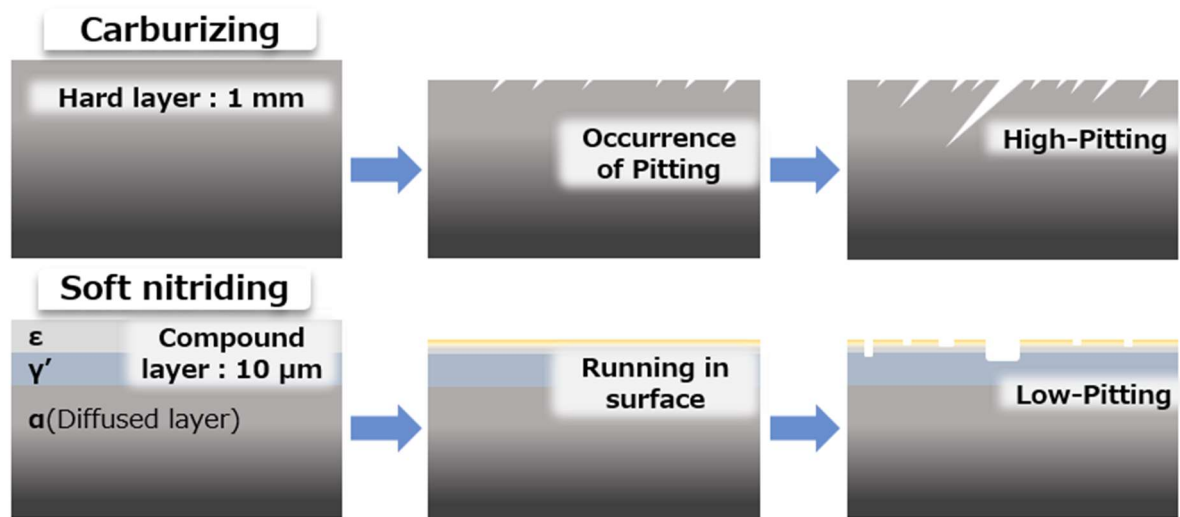 Carburizing
Hard layer : 1 mm
Occurrence
of Pitting
High-Pitting
Soft nitriding
ε
Compound
γ’
layer : 10 μm
α(Diffused layer)
Running in
surface
Low-Pitting